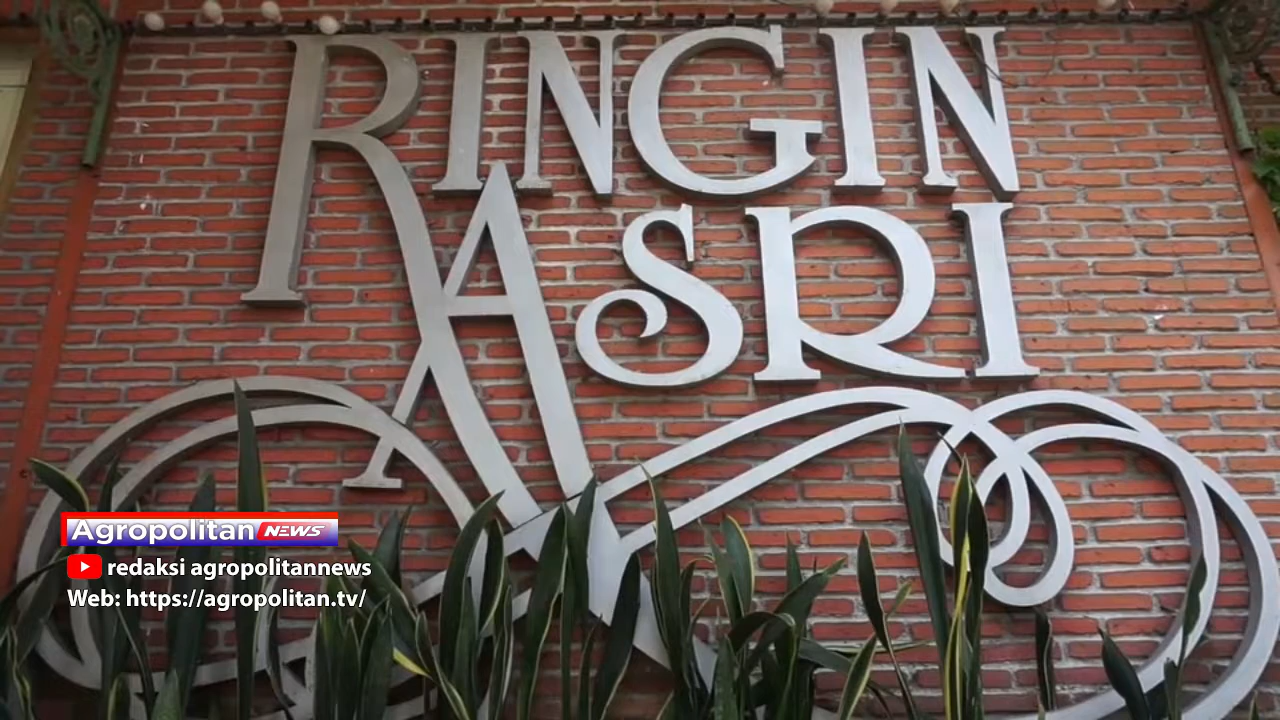 RINGIN
ASRI
Agropolitan NEWS
redaksi agropolitannews
Web: https://agropolitan.tv/